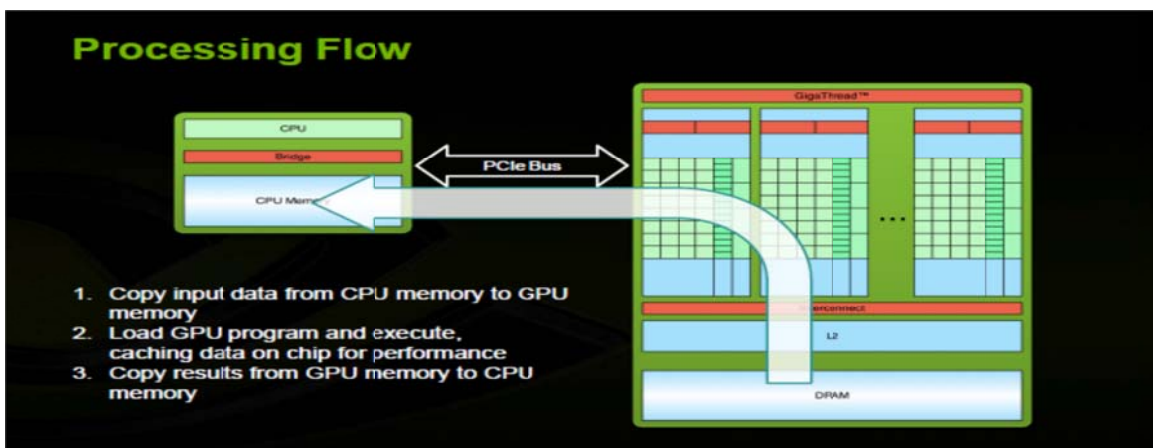 Processing Flow
GigaThread™
CPU
Bridge
PCIe Bus
CPU Memory
...
1. Copy input data from CPU memory to GPU
memory
2. Load GPU program and execute,
caching data on chip for performance
3. Copy results from GPU memory to CPU
memory
Interconnect
L2
DRAM